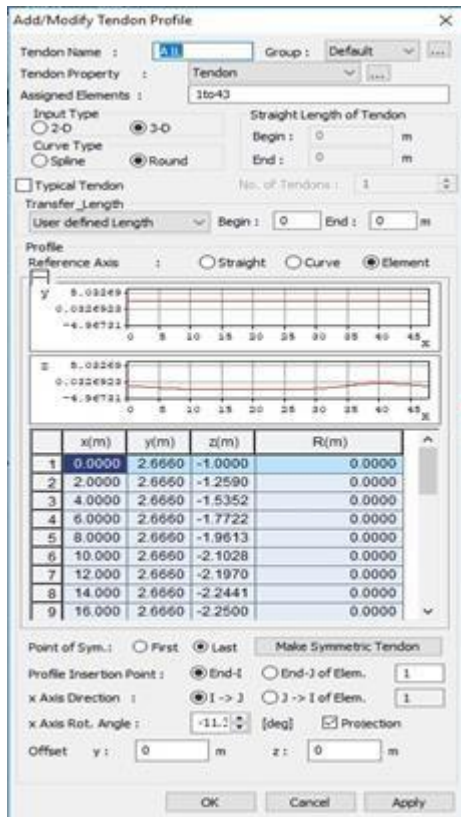 Add/Modify Tendon Profile
Tendon Name : A1L Group : Default ...
Tendon Property : Tendon ...
Assigned Elements : 1to43
Input Type
2-D 3-D
Straight Length of Tendon
Begin : 0 m
Curve Type
Spline Round
End : 0 m
Typical Tendon No. of Tendons : 1
Transfer_Length
User defined Length Begin : 0 End : 0 m
Profile
Reference Axis : Straight Curve Element
y 5.03269
0.0326923
-4.96731
0 5 10 15 20 25 30 35 40 45 x
z 5.03269
0.0326923
-4.96731
0 5 10 15 20 25 30 35 40 45 x
x(m) y(m) z(m) R(m)
1 0.0000 2.6660 -1.0000 0.0000
2 2.0000 2.6660 -1.2590 0.0000
3 4.0000 2.6660 -1.5352 0.0000
4 6.0000 2.6660 -1.7722 0.0000
5 8.0000 2.6660 -1.9613 0.0000
6 10.000 2.6660 -2.1028 0.0000
7 12.000 2.6660 -2.1970 0.0000
8 14.000 2.6660 -2.2441 0.0000
9 16.000 2.6660 -2.2500 0.0000
Point of Sym.: First Last Make Symmetric Tendon
Profile Insertion Point : End-I End-J of Elem. 1
x Axis Direction : I -> J J -> I of Elem. 1
x Axis Rot. Angle : [deg] Projection
Offset y : 0 m z : 0 m
OK Cancel Apply